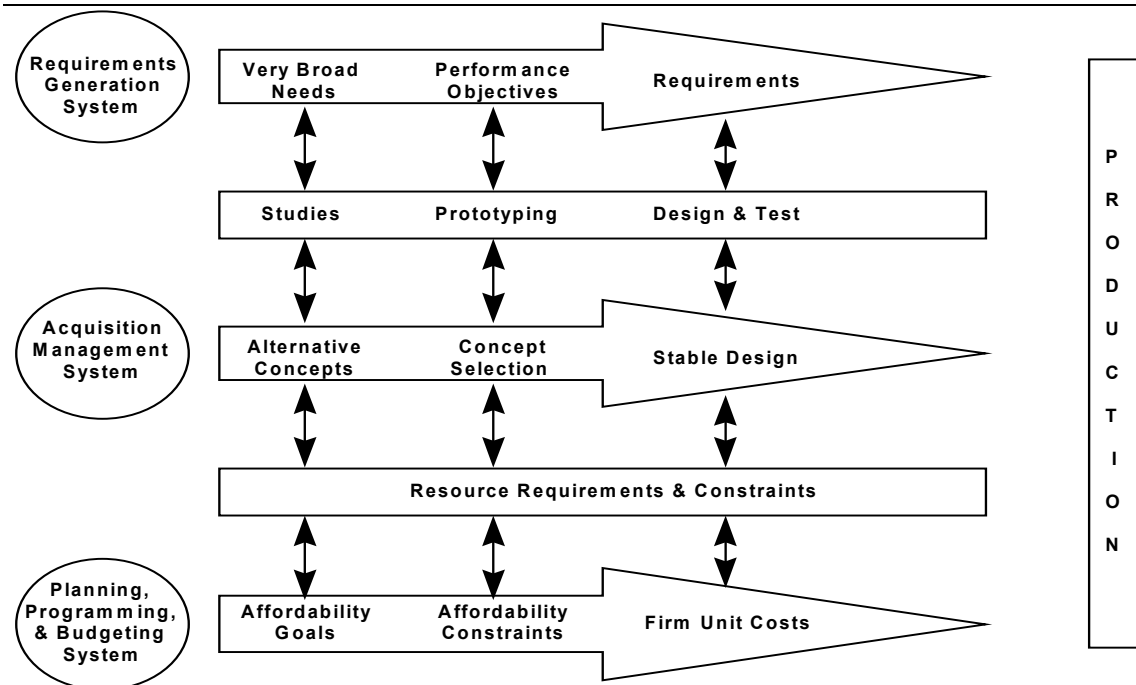 Requirements
Generation
System
Very Broad
Needs
Performance
Objectives
Requirements
Studies
Prototyping
Design & Test
Acquisition
Management
System
Alternative
Concepts
Concept
Selection
Stable Design
Resource Requirements & Constraints
Planning,
Programming,
& Budgeting
System
Affordability
Goals
Affordability
Constraints
Firm Unit Costs
P
R
O
D
U
C
T
I
O
N